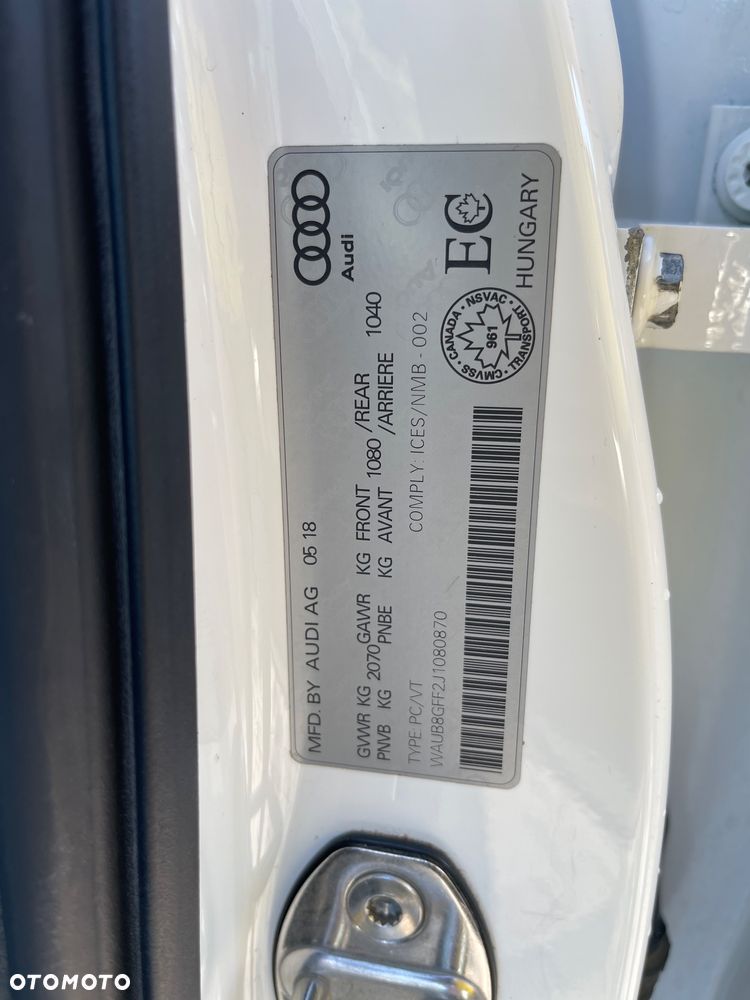 Audi
EC
HUNGARY
MFD. BY AUDI AG 05 18
GVWR KG 2070 GAWR KG FRONT 1080 /REAR 1040
PNVB KG PNBE KG AVANT /ARRIERE
TYPE PC/VT COMPLY: ICES/NMB - 002
CANADA · NSVAC · TRANSPORT · CMVSS ·
961
WAUB8GFF2J1080870
OTOMOTO